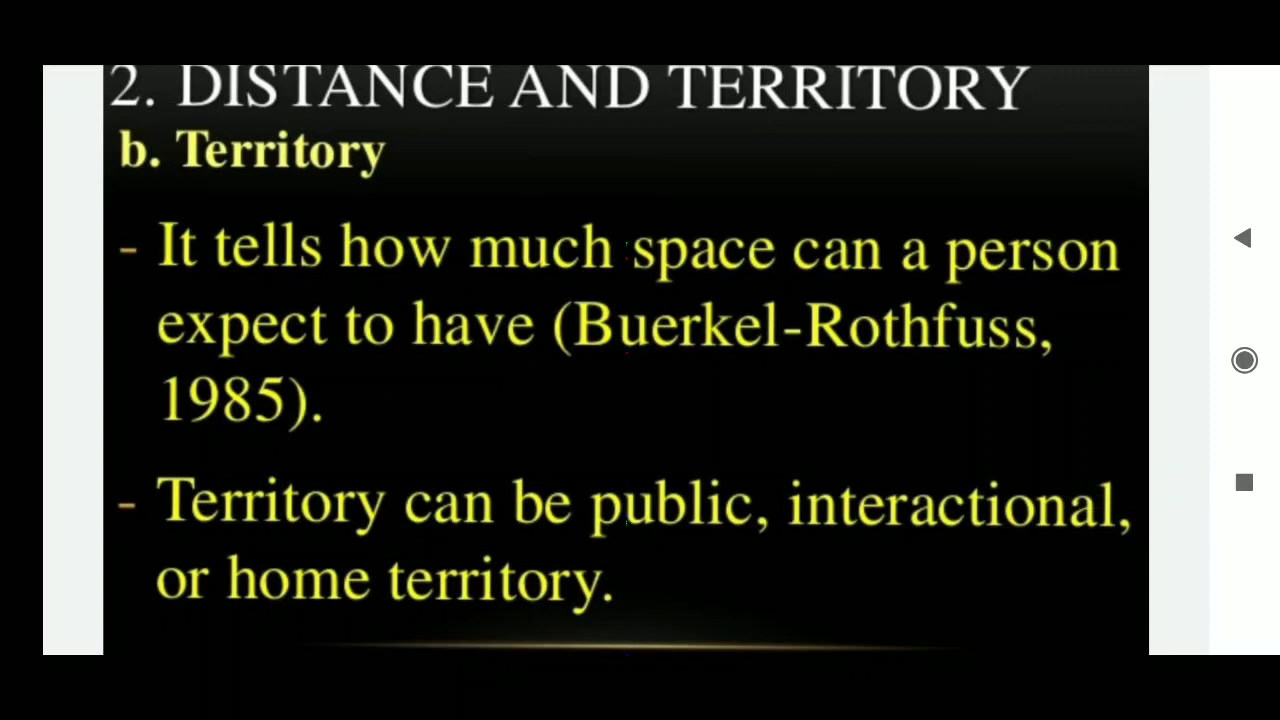 2. DISTANCE AND TERRITORY
b. Territory
- It tells how much space can a person
expect to have (Buerkel-Rothfuss,
1985).
- Territory can be public, interactional,
or home territory.